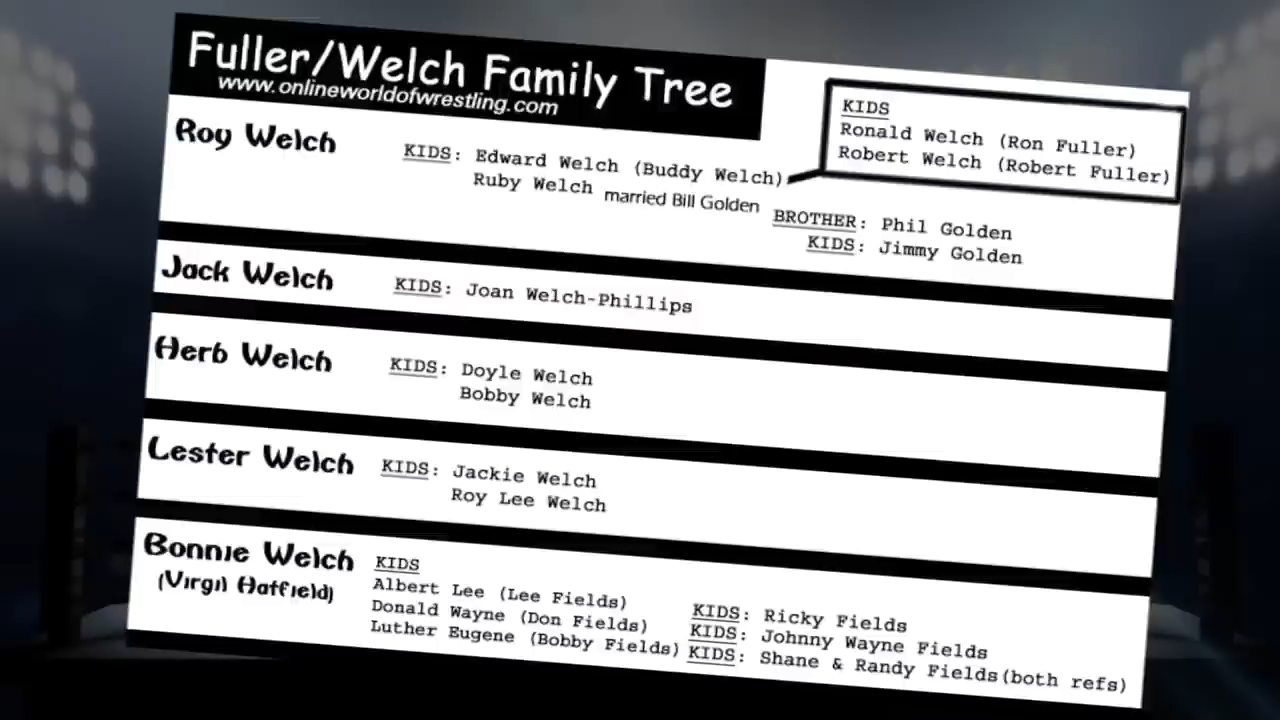 Fuller/Welch Family Tree
www.onlineworldofwrestling.com
KIDS
Ronald Welch (Ron Fuller)
Robert Welch (Robert Fuller)
Roy Welch
KIDS: Edward Welch (Buddy Welch)
Ruby Welch married Bill Golden
BROTHER: Phil Golden
KIDS: Jimmy Golden
Jack Welch KIDS: Joan Welch-Phillips
Herb Welch KIDS: Doyle Welch
Bobby Welch
Lester Welch KIDS: Jackie Welch
Roy Lee Welch
Bonnie Welch KIDS
(Virgil Hatfield)
Albert Lee (Lee Fields) KIDS: Ricky Fields
Donald Wayne (Don Fields) KIDS: Johnny Wayne Fields
Luther Eugene (Bobby Fields) KIDS: Shane & Randy Fields(both refs)